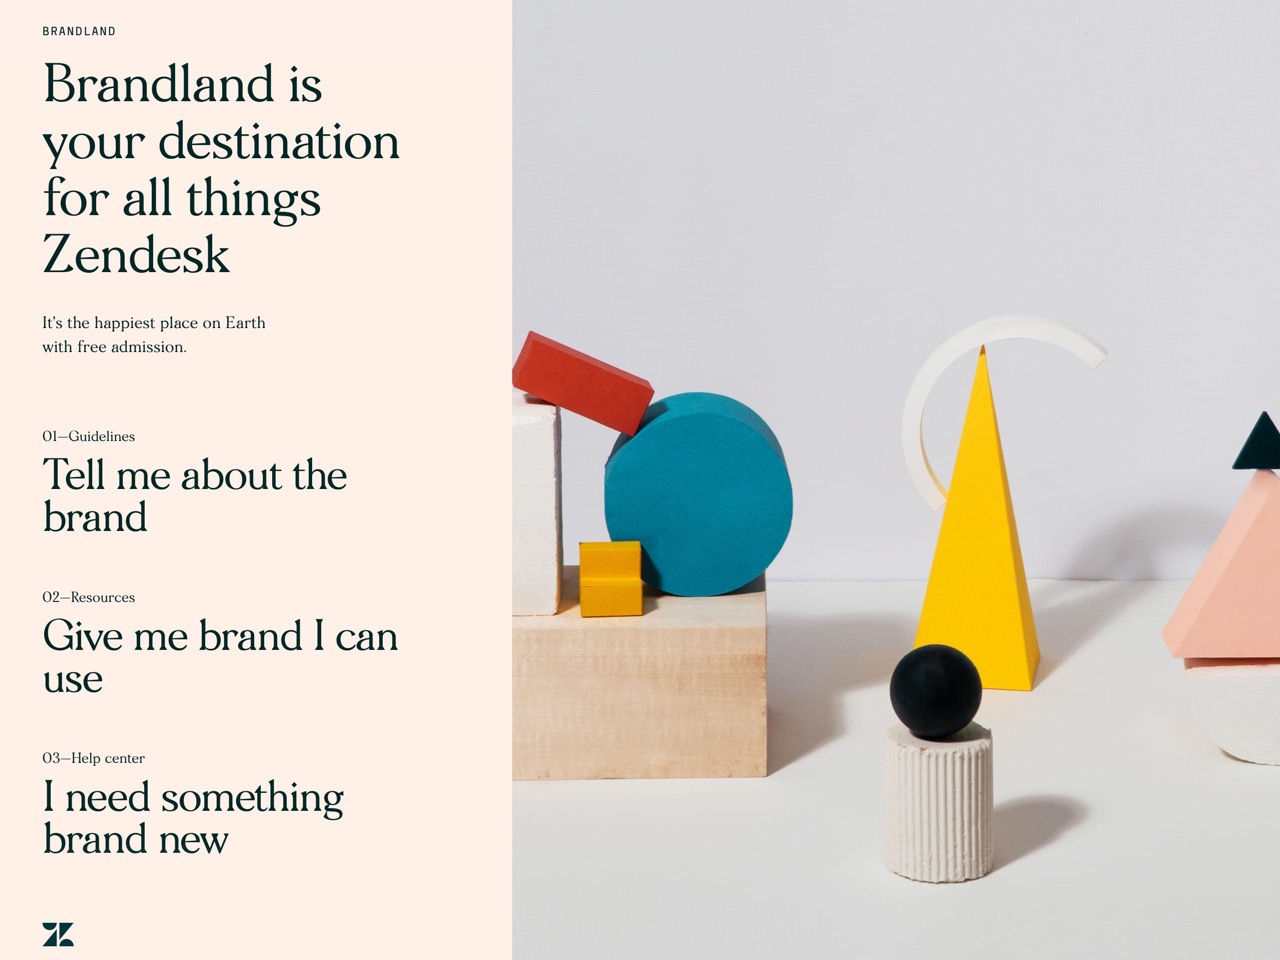 BRANDLAND
Brandland is
your destination
for all things
Zendesk
It’s the happiest place on Earth
with free admission.
01—Guidelines
Tell me about the
brand
02—Resources
Give me brand I can
use
03—Help center
I need something
brand new